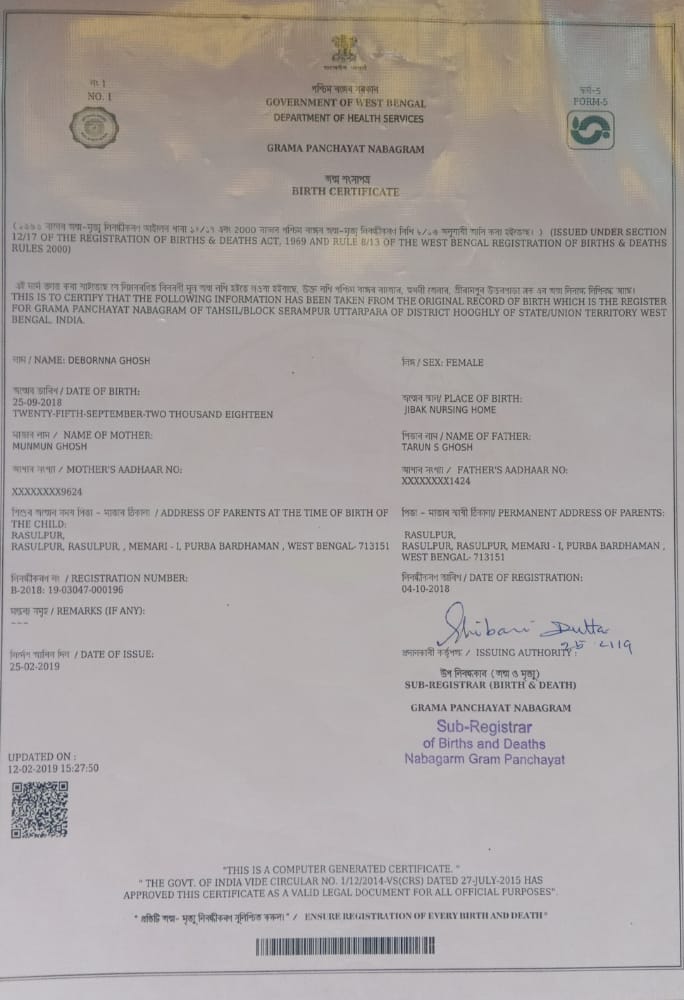 নং 1
NO. 1
পশ্চিম বঙ্গের সরকার
GOVERNMENT OF WEST BENGAL
DEPARTMENT OF HEALTH SERVICES
ফর্ম-5
FORM-5
GRAMA PANCHAYAT NABAGRAM
জন্ম শংসাপত্র
BIRTH CERTIFICATE
(ISSUED UNDER SECTION
12/17 OF THE REGISTRATION OF BIRTHS & DEATHS ACT, 1969 AND RULE 8/13 OF THE WEST BENGAL REGISTRATION OF BIRTHS & DEATHS
RULES 2000)
THIS IS TO CERTIFY THAT THE FOLLOWING INFORMATION HAS BEEN TAKEN FROM THE ORIGINAL RECORD OF BIRTH WHICH IS THE REGISTER
FOR GRAMA PANCHAYAT NABAGRAM OF TAHSIL/BLOCK SERAMPUR UTTARPARA OF DISTRICT HOOGHLY OF STATE/UNION TERRITORY WEST
BENGAL, INDIA.
নাম / NAME: DEBORNNA GHOSH
লিঙ্গ / SEX: FEMALE
জন্মের তারিখ / DATE OF BIRTH:
25-09-2018
TWENTY-FIFTH-SEPTEMBER-TWO THOUSAND EIGHTEEN
জন্মের স্থান/ PLACE OF BIRTH:
JIBAK NURSING HOME
মাতার নাম / NAME OF MOTHER:
MUNMUN GHOSH
পিতার নাম / NAME OF FATHER:
TARUN S GHOSH
আধার সংখ্যা / MOTHER'S AADHAAR NO:
XXXXXXXX9624
আধার সংখ্যা / FATHER'S AADHAAR NO:
XXXXXXXX1424
শিশুর জন্মের সময় পিতা - মাতার ঠিকানা / ADDRESS OF PARENTS AT THE TIME OF BIRTH OF
THE CHILD:
RASULPUR,
RASULPUR, RASULPUR, , MEMARI - I, PURBA BARDHAMAN , WEST BENGAL- 713151
পিতা - মাতার স্থায়ী ঠিকানা/ PERMANENT ADDRESS OF PARENTS:
RASULPUR,
RASULPUR, RASULPUR, MEMARI - I, PURBA BARDHAMAN ,
WEST BENGAL- 713151
নিবন্ধীকরণ নং / REGISTRATION NUMBER:
B-2018: 19-03047-000196
নিবন্ধীকরণ তারিখ / DATE OF REGISTRATION:
04-10-2018
মন্তব্য সমূহ / REMARKS (IF ANY):
---
Shibani Dutta
/ DATE OF ISSUE:
25-02-2019
/ ISSUING AUTHORITY :
উপ নিবন্ধকার (জন্ম ও মৃত্যু)
SUB-REGISTRAR (BIRTH & DEATH)
GRAMA PANCHAYAT NABAGRAM
Sub-Registrar
of Births and Deaths
Nabagarm Gram Panchayat
UPDATED ON :
12-02-2019 15:27:50
"THIS IS A COMPUTER GENERATED CERTIFICATE. "
" THE GOVT. OF INDIA VIDE CIRCULAR NO. 1/12/2014-VS(CRS) DATED 27-JULY-2015 HAS
APPROVED THIS CERTIFICATE AS A VALID LEGAL DOCUMENT FOR ALL OFFICIAL PURPOSES".
" প্রতিটি জন্ম- মৃত্যু নিবন্ধীকরণ সুনিশ্চিত করুন।" / ENSURE REGISTRATION OF EVERY BIRTH AND DEATH"